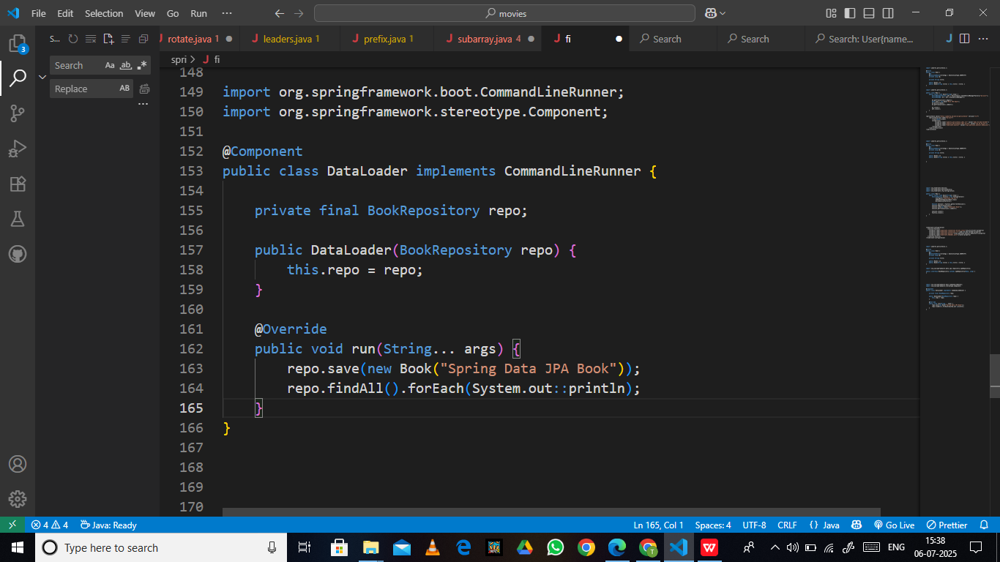 File Edit Selection View Go Run ··· movies
S... rotate.java 1 leaders.java 1 prefix.java 1 subarray.java 4 fi Search Search Search: User{name...
3
spri > fi
Search Aa ab .*
Replace AB
148
149 import org.springframework.boot.CommandLineRunner;
150 import org.springframework.stereotype.Component;
151
152 @Component
153 public class DataLoader implements CommandLineRunner {
154
155 private final BookRepository repo;
156
157 public DataLoader(BookRepository repo) {
158 this.repo = repo;
159 }
160
161 @Override
162 public void run(String... args) {
163 repo.save(new Book("Spring Data JPA Book"));
164 repo.findAll().forEach(System.out::println);
165 }
166 }
167
168
169
170
4 4 Java: Ready Ln 165, Col 1 Spaces: 4 UTF-8 CRLF {} Java Go Live Prettier
Type here to search ENG 15:38
06-07-2025